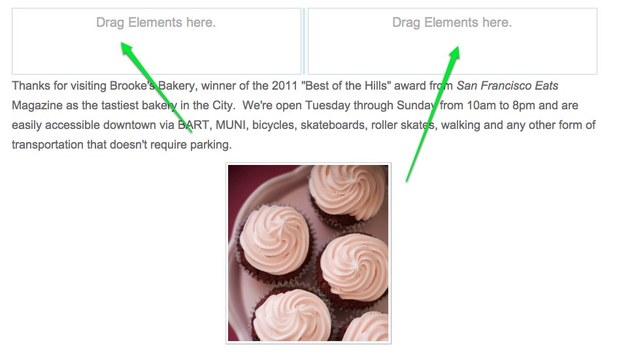 Drag Elements here. Drag Elements here.
Thanks for visiting Brooke's Bakery, winner of the 2011 "Best of the Hills" award from San Francisco Eats
Magazine as the tastiest bakery in the City.  We're open Tuesday through Sunday from 10am to 8pm and are
easily accessible downtown via BART, MUNI, bicycles, skateboards, roller skates, walking and any other form of
transportation that doesn't require parking.